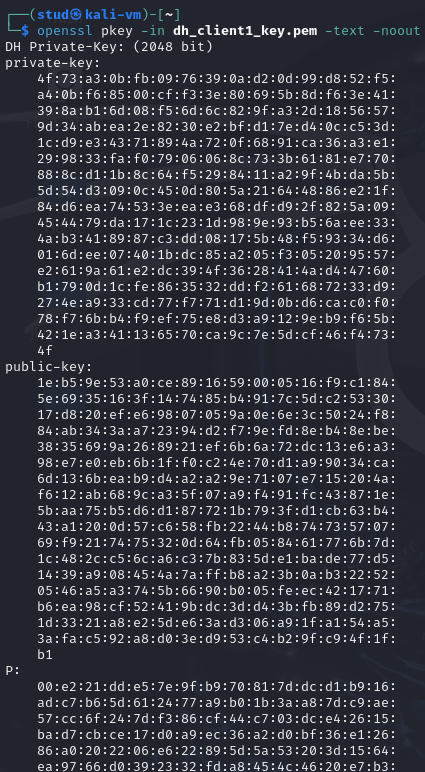 ┌──(stud㉿kali-vm)-[~]
└─$ openssl pkey -in dh_client1_key.pem -text -noout
DH Private-Key: (2048 bit)
private-key:
    4f:73:a3:0b:fb:09:76:39:0a:d2:0d:99:d8:52:f5:
    a4:0b:f6:85:00:cf:f3:3e:80:69:5b:8d:f6:3e:41:
    39:8a:b1:6d:08:f5:6d:6c:82:9f:a3:2d:18:56:57:
    9d:34:ab:ea:2e:82:30:e2:bf:d1:7e:d4:0c:c5:3d:
    1c:d9:e3:43:71:89:4a:72:0f:68:91:ca:36:a3:e1:
    29:98:33:fa:f0:79:06:06:8c:73:3b:61:81:e7:70:
    88:8c:d1:1b:8c:64:f5:29:84:11:a2:9f:4b:da:5b:
    5d:54:d3:09:0c:45:0d:80:5a:21:64:48:86:e2:1f:
    84:d6:ea:74:53:3e:ea:e3:68:df:d9:2f:82:5a:09:
    45:44:79:da:17:1c:23:1d:98:9e:93:b5:6a:ee:33:
    4a:b3:41:89:87:c3:dd:08:17:5b:48:f5:93:34:d6:
    01:6d:ee:07:40:1b:dc:85:a2:05:f3:05:20:95:57:
    e2:61:9a:61:e2:dc:39:4f:36:28:41:4a:d4:47:60:
    b1:79:0d:1c:fe:86:35:32:dd:f2:61:68:72:33:d9:
    27:4e:a9:33:cd:77:f7:71:d1:9d:0b:d6:ca:c0:f0:
    78:f7:6b:b4:f9:ef:75:e8:d3:a9:12:9e:b9:f6:5b:
    42:1e:a3:41:13:65:70:ca:9c:7e:5d:cf:46:f4:73:
    4f
public-key:
    1e:b5:9e:53:a0:ce:89:16:59:00:05:16:f9:c1:84:
    5e:69:35:16:3f:14:74:85:b4:91:7c:5d:c2:53:30:
    17:d8:20:ef:e6:98:07:05:9a:0e:6e:3c:50:24:f8:
    84:ab:34:3a:a7:23:94:d2:f7:9e:fd:8e:b4:8e:be:
    38:35:69:9a:26:89:21:ef:6b:6a:72:dc:13:e6:a3:
    98:e7:e0:eb:6b:1f:f0:c2:4e:70:d1:a9:90:34:ca:
    6d:13:6b:ea:b9:d4:a2:a2:9e:71:07:e7:15:20:4a:
    f6:12:ab:68:9c:a3:5f:07:a9:f4:91:fc:43:87:1e:
    5b:aa:75:b5:d6:d1:87:72:1b:79:3f:d1:cb:63:b4:
    43:a1:20:0d:57:c6:58:fb:22:44:b8:74:73:57:07:
    69:f9:21:74:75:32:0d:64:fb:05:84:61:77:6b:7d:
    1c:48:2c:c5:6c:a6:c3:7b:83:5d:e1:ba:de:77:d5:
    14:39:a9:08:45:4a:7a:ff:b8:a2:3b:0a:b3:22:52:
    05:46:a5:a3:74:5b:66:90:b0:05:fe:ec:42:17:71:
    b6:ea:98:cf:52:41:9b:dc:3d:d4:3b:fb:89:d2:75:
    1d:33:21:a8:e2:5d:e6:3a:d3:06:a9:1f:a1:54:a5:
    3a:fa:c5:92:a8:d0:3e:d9:53:c4:b2:9f:c9:4f:1f:
    b1
P:
    00:e2:21:dd:e5:7e:9f:b9:70:81:7d:dc:d1:b9:16:
    ad:c7:b6:5d:61:24:77:a9:b0:1b:3a:a8:7d:c9:ae:
    57:cc:6f:24:7d:f3:86:cf:44:c7:03:dc:e4:26:15:
    ba:d7:cb:ce:17:d0:a9:ec:36:a2:d0:bf:36:e1:26:
    86:a0:20:22:06:e6:22:89:5d:5a:53:20:3d:15:64:
    ea:97:66:d0:39:23:32:fd:a8:45:4c:46:20:e7:b3: